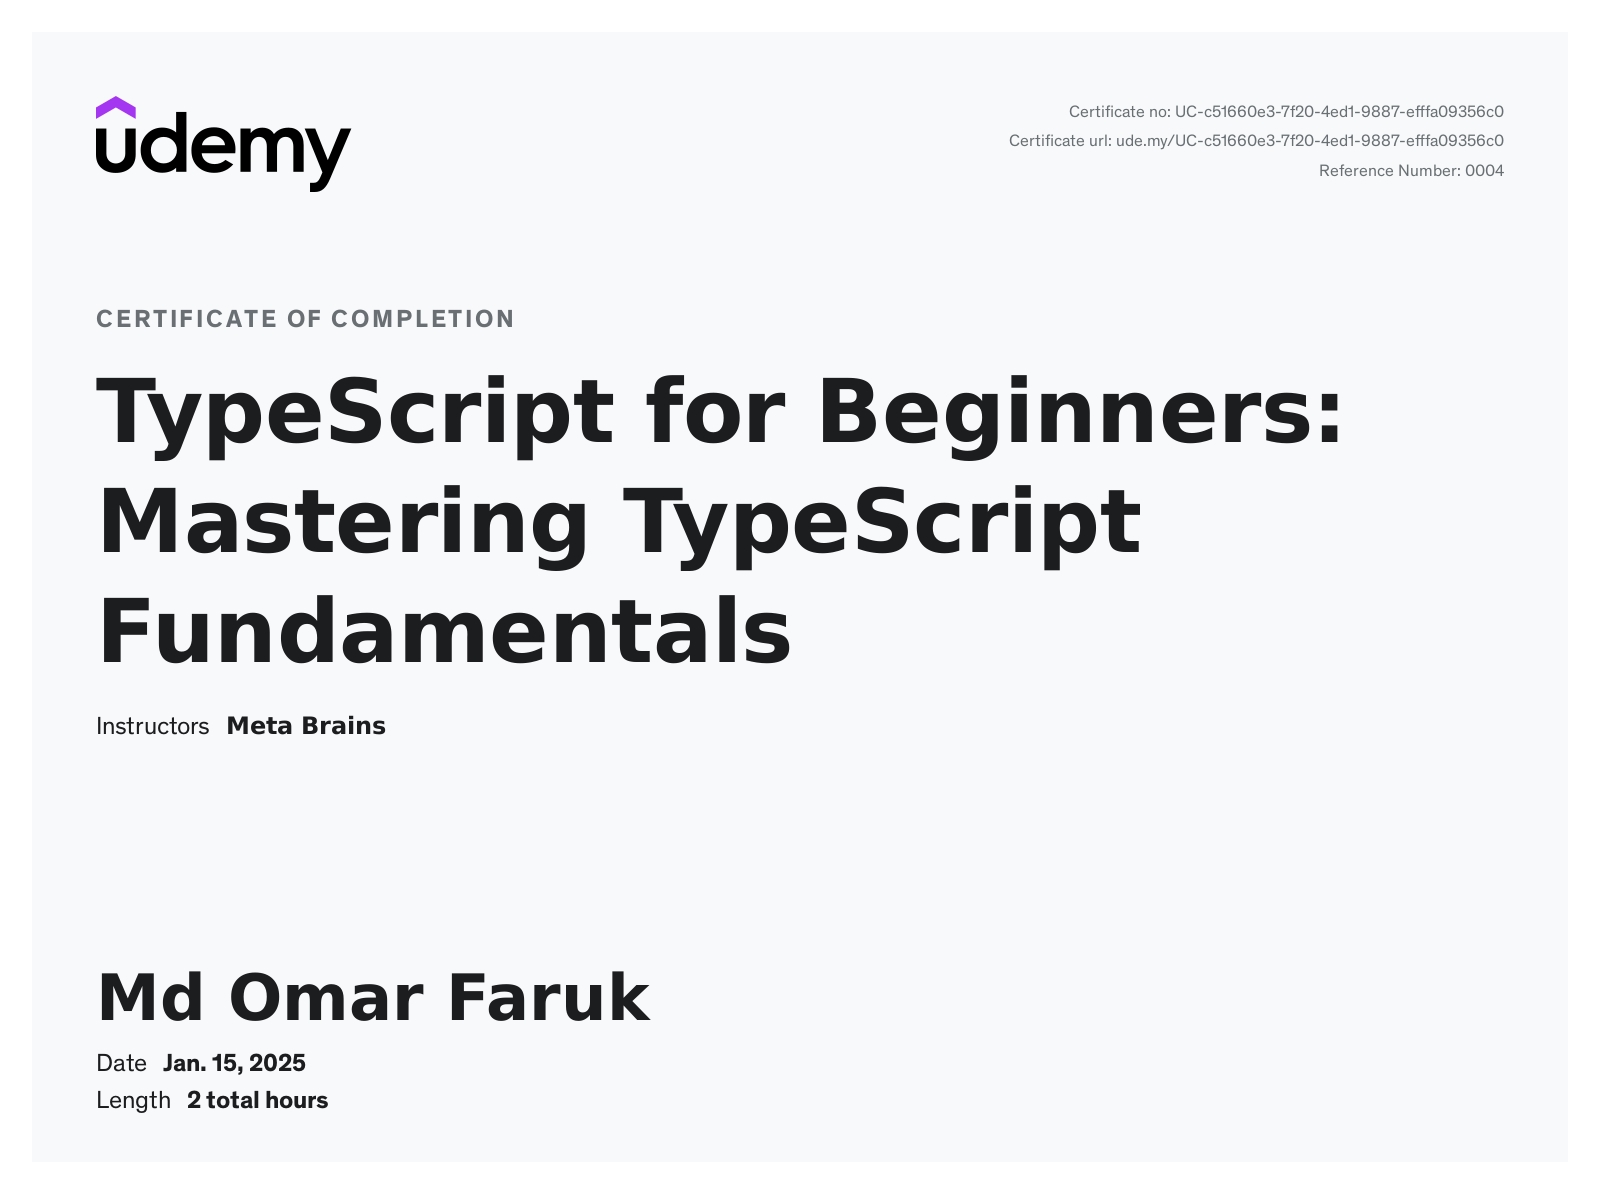 udemy
Certificate no: UC-c51660e3-7f20-4ed1-9887-efffa09356c0
Certificate url: ude.my/UC-c51660e3-7f20-4ed1-9887-efffa09356c0
Reference Number: 0004
CERTIFICATE OF COMPLETION
TypeScript for Beginners:
Mastering TypeScript
Fundamentals
Instructors Meta Brains
Md Omar Faruk
Date Jan. 15, 2025
Length 2 total hours